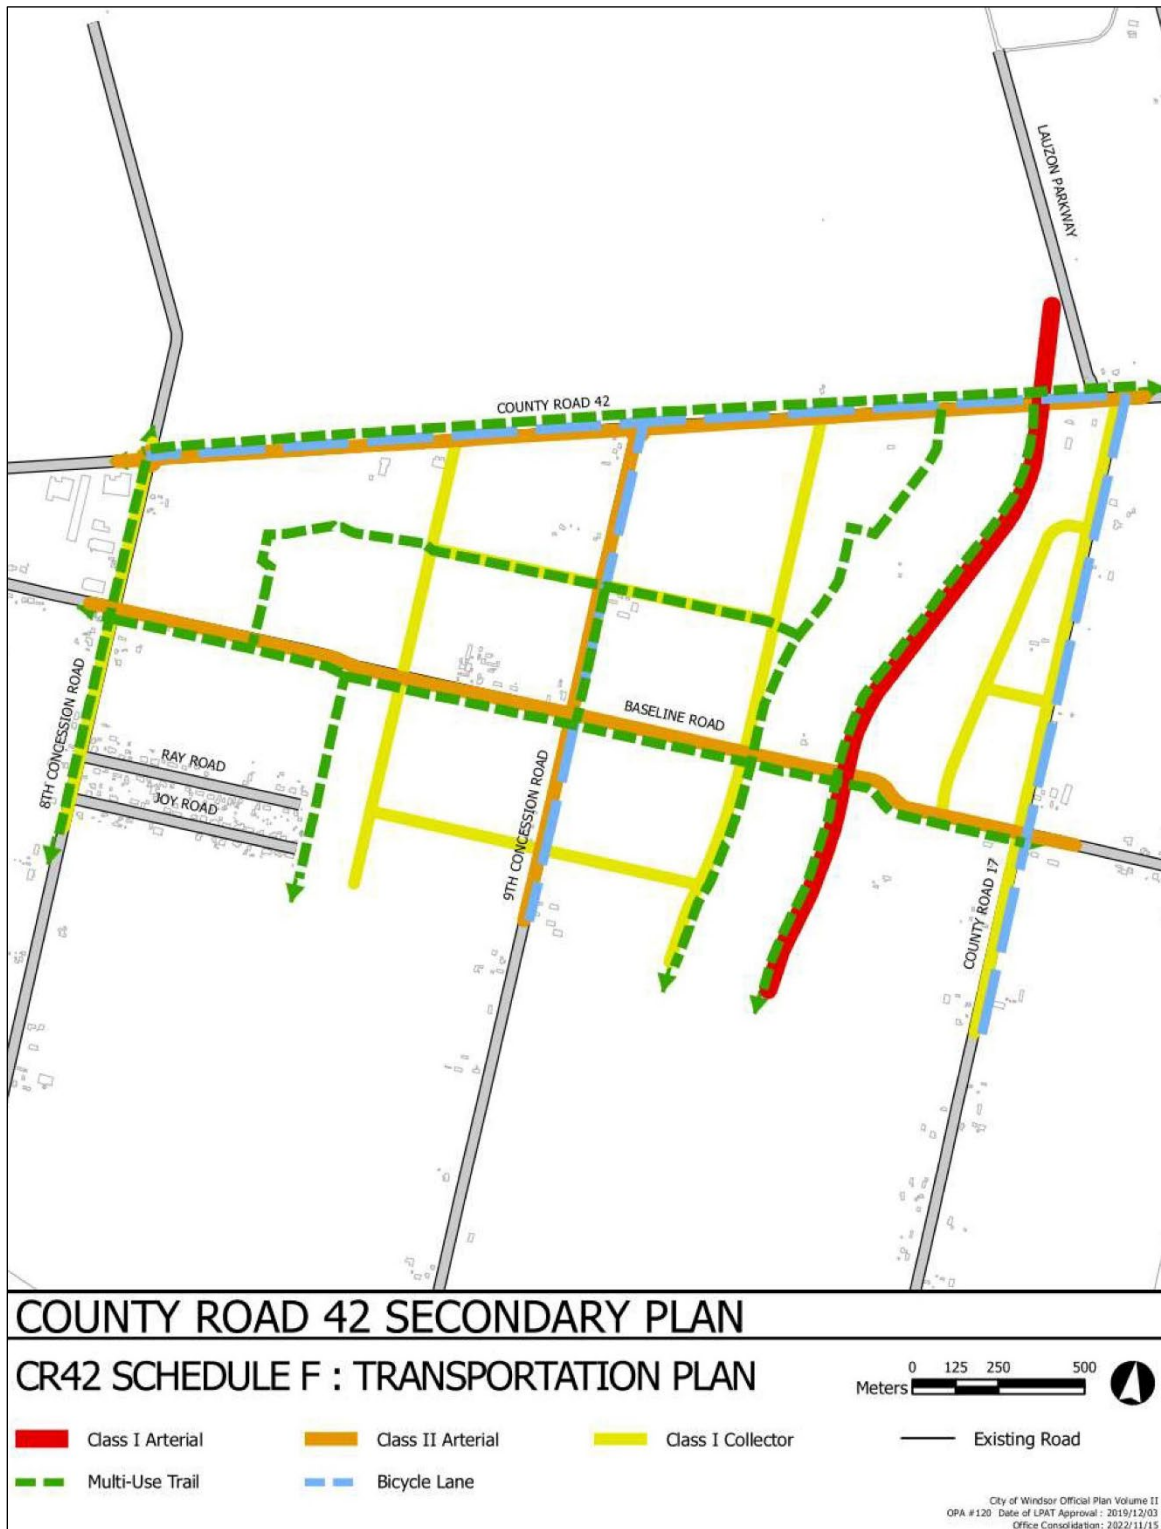 LAUZON PARKWAY
COUNTY ROAD 42
8TH CONCESSION ROAD
RAY ROAD
JOY ROAD
BASELINE ROAD
9TH CONCESSION ROAD
COUNTY ROAD 17
COUNTY ROAD 42 SECONDARY PLAN
CR42 SCHEDULE F : TRANSPORTATION PLAN
0 125 250 500
Meters
Class I Arterial
Class II Arterial
Class I Collector
Existing Road
Multi-Use Trail
Bicycle Lane
City of Windsor Official Plan Volume II
OPA #120 Date of LPAT Approval : 2019/12/03
Office Consolidation: 2022/11/15